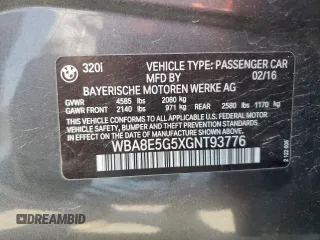 320i
VEHICLE TYPE: PASSENGER CAR
MFD BY
02/16
BAYERISCHE MOTOREN WERKE AG
GVWR 4585 lbs 2080 kg
GAWR FRONT 2140 lbs 971 kg REAR 2580 lbs 1170 kg
THIS VEHICLE CONFORMS TO ALL APPLICABLE U.S. FEDERAL MOTOR
VEHICLE SAFETY, BUMPER, AND THEFT PREVENTION STANDARDS
IN EFFECT ON THE DATE OF MANUFACTURE SHOWN ABOVE.
WBA8E5G5XGNT93776
DREAMBID